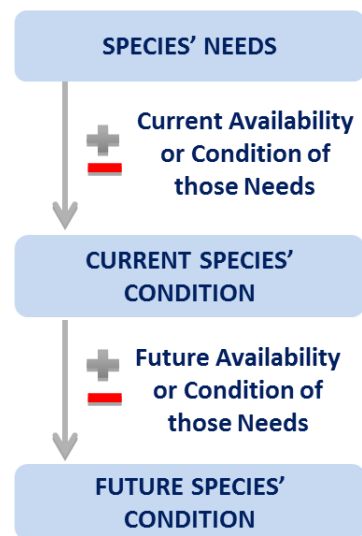 SPECIES' NEEDS
Current Availability
or Condition of
those Needs
CURRENT SPECIES'
CONDITION
Future Availability
or Condition of
those Needs
FUTURE SPECIES'
CONDITION